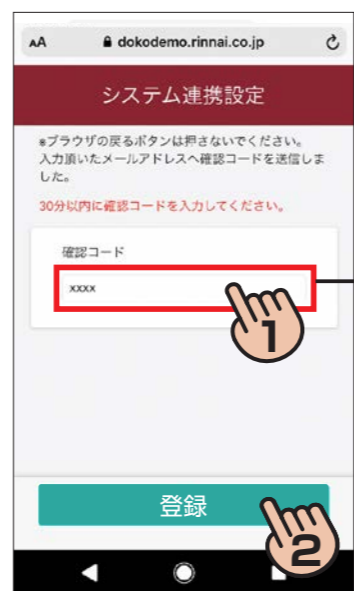 AA dokodemo.rinnai.co.jp
システム連携設定
※ブラウザの戻るボタンは押さないでください。
入力頂いたメールアドレスへ確認コードを送信しま
した。
30分以内に確認コードを入力してください。
確認コード
xxxx
1
登録
2